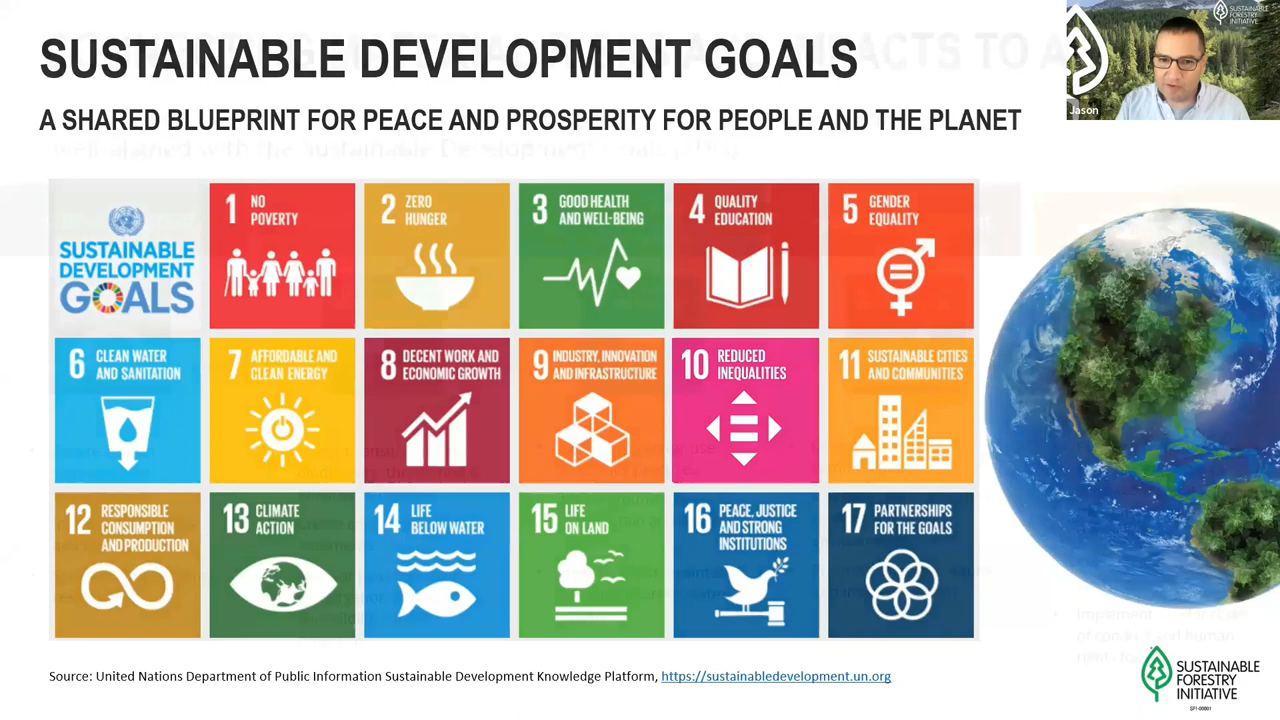 SUSTAINABLE DEVELOPMENT GOALS
A SHARED BLUEPRINT FOR PEACE AND PROSPERITY FOR PEOPLE AND THE PLANET
SUSTAINABLE
FORESTRY
INITIATIVE
Jason
SUSTAINABLE
DEVELOPMENT
GOALS
1 NO
POVERTY
2 ZERO
HUNGER
3 GOOD HEALTH
AND WELL-BEING
4 QUALITY
EDUCATION
5 GENDER
EQUALITY
6 CLEAN WATER
AND SANITATION
7 AFFORDABLE AND
CLEAN ENERGY
8 DECENT WORK AND
ECONOMIC GROWTH
9 INDUSTRY, INNOVATION
AND INFRASTRUCTURE
10 REDUCED
INEQUALITIES
11 SUSTAINABLE CITIES
AND COMMUNITIES
12 RESPONSIBLE
CONSUMPTION
AND PRODUCTION
13 CLIMATE
ACTION
14 LIFE
BELOW WATER
15 LIFE
ON LAND
16 PEACE, JUSTICE
AND STRONG
INSTITUTIONS
17 PARTNERSHIPS
FOR THE GOALS
Source: United Nations Department of Public Information Sustainable Development Knowledge Platform, https://sustainabledevelopment.un.org
SUSTAINABLE
FORESTRY
INITIATIVE
SFI-00001